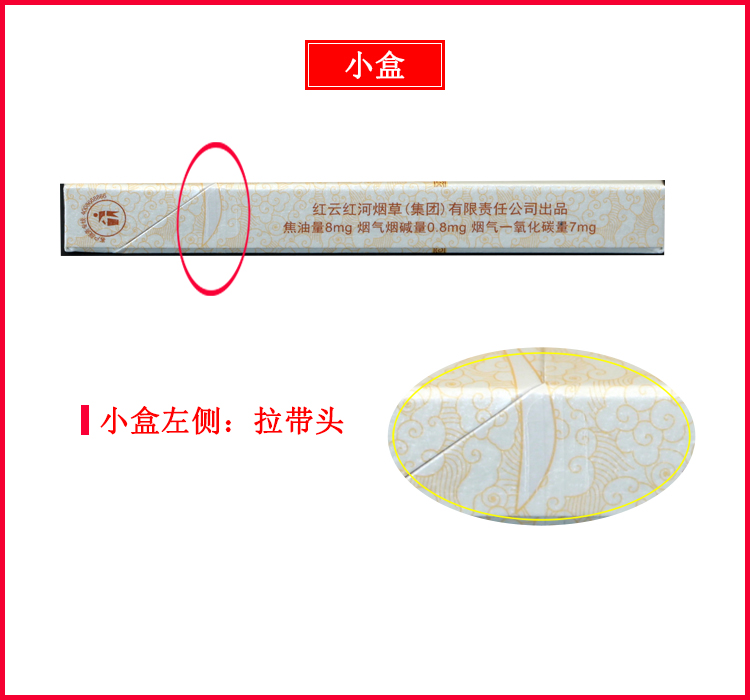 小盒
红云红河烟草(集团)有限责任公司出品
焦油量8mg 烟气烟碱量0.8mg 烟气一氧化碳量7mg
小盒左侧：拉带头